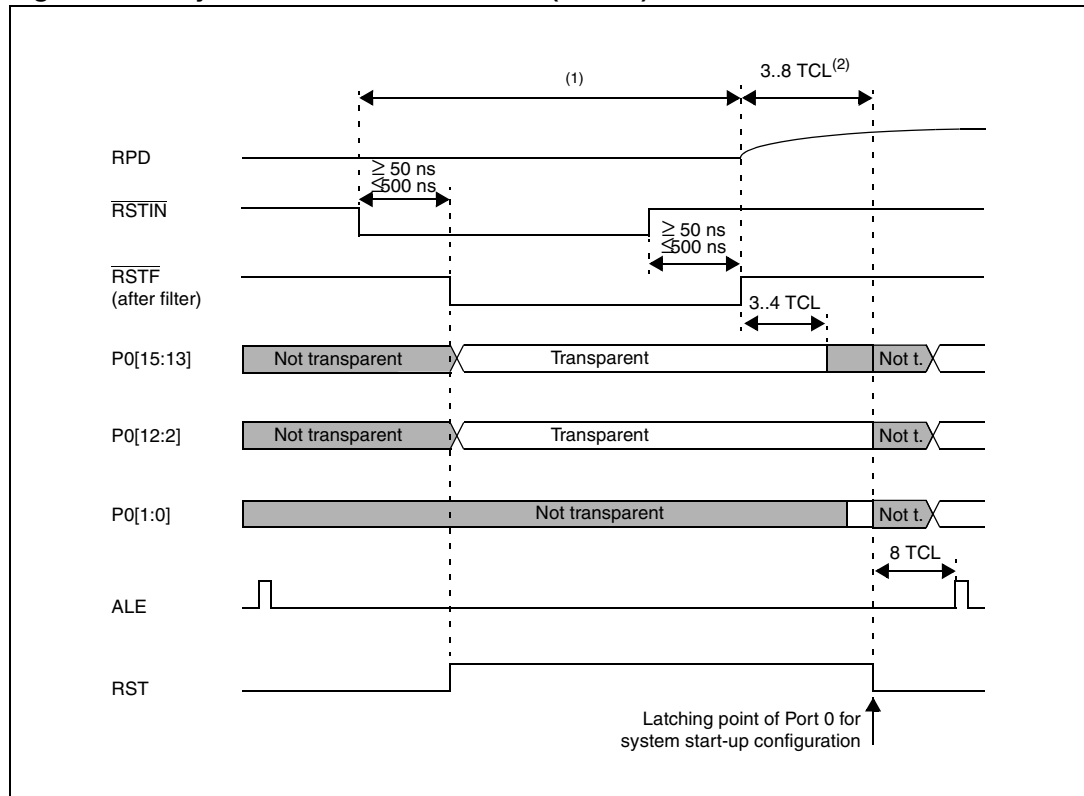 (1)
3..8 TCL(2)
RPD
≥ 50 ns
≤500 ns
RSTIN
≥ 50 ns
≤500 ns
RSTF
(after filter)
3..4 TCL
P0[15:13]
Not transparent
Transparent
Not t.
P0[12:2]
Not transparent
Transparent
Not t.
P0[1:0]
Not transparent
Not t.
8 TCL
ALE
RST
Latching point of Port 0 for
system start-up configuration